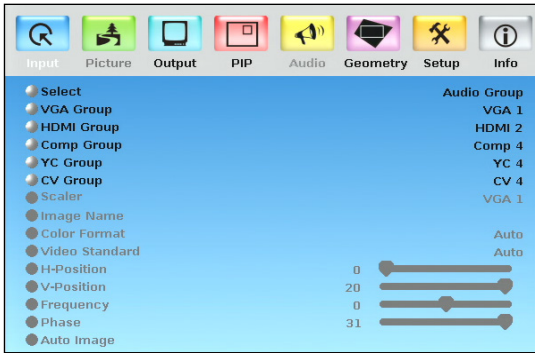 Input Picture Output PIP Audio Geometry Setup Info
Select Audio Group
VGA Group VGA 1
HDMI Group HDMI 2
Comp Group Comp 4
YC Group YC 4
CV Group CV 4
Scaler VGA 1
Image Name
Color Format Auto
Video Standard Auto
H-Position 0
V-Position 20
Frequency 0
Phase 31
Auto Image